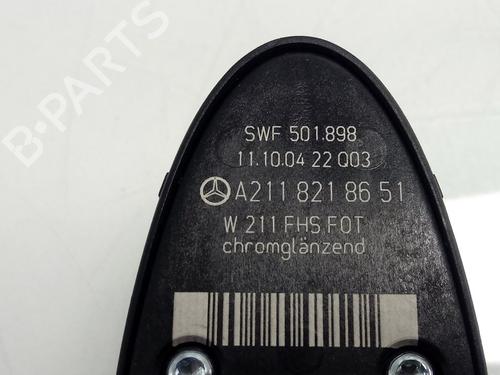 B-PARTS
SWF 501.898
11.10.04 22 Q03
A211 821 86 51
W 211 FHS FOT
chromglänzend